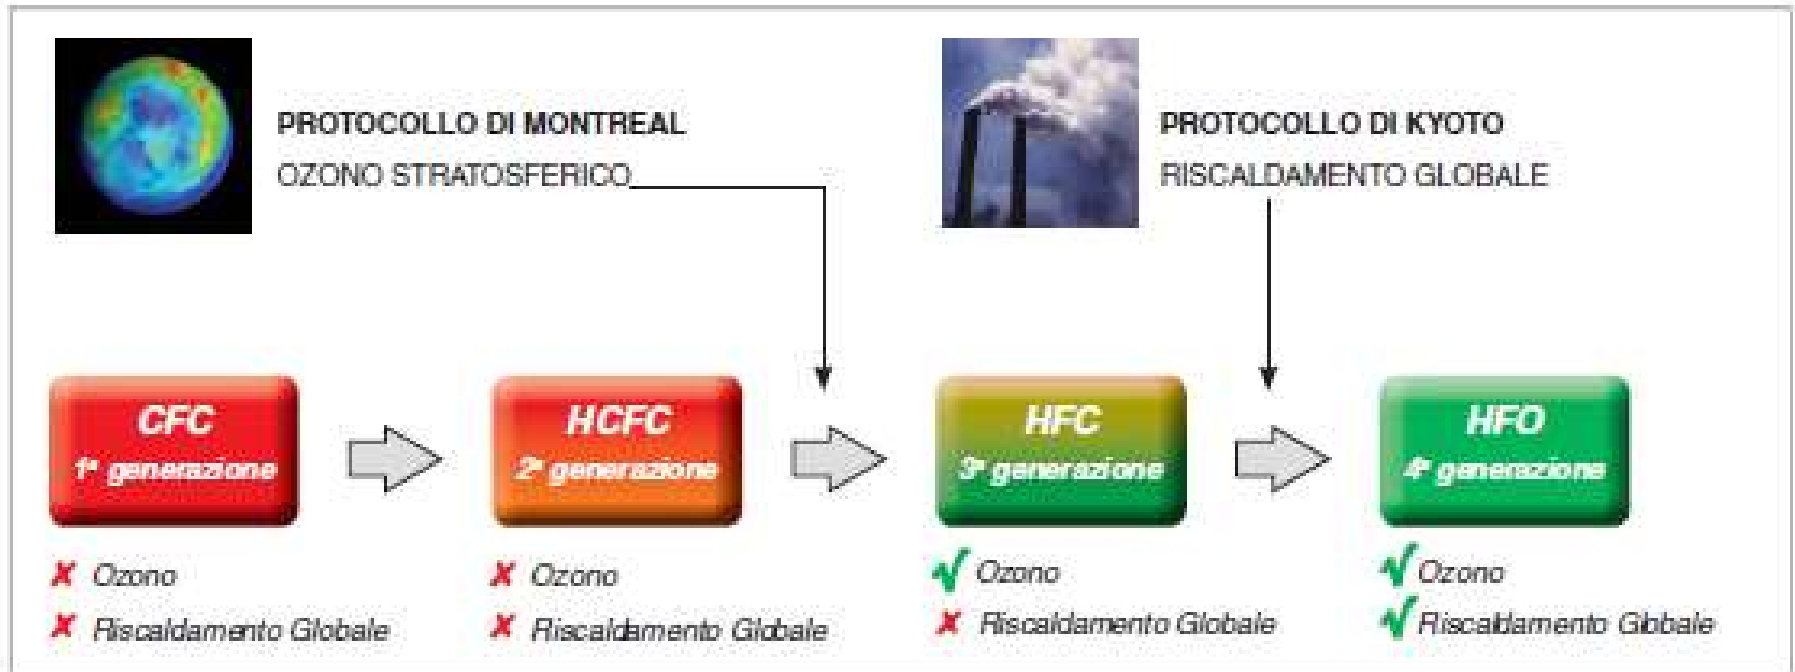 PROTOCOLLO DI MONTREAL
OZONO STRATOSFERICO
PROTOCOLLO DI KYOTO
RISCALDAMENTO GLOBALE
CFC
1ª generazione
HCFC
2ª generazione
HFC
3ª generazione
HFO
4ª generazione
✗ Ozono
✗ Riscaldamento Globale
✗ Ozono
✗ Riscaldamento Globale
√ Ozono
✗ Riscaldamento Globale
√ Ozono
√ Riscaldamento Globale